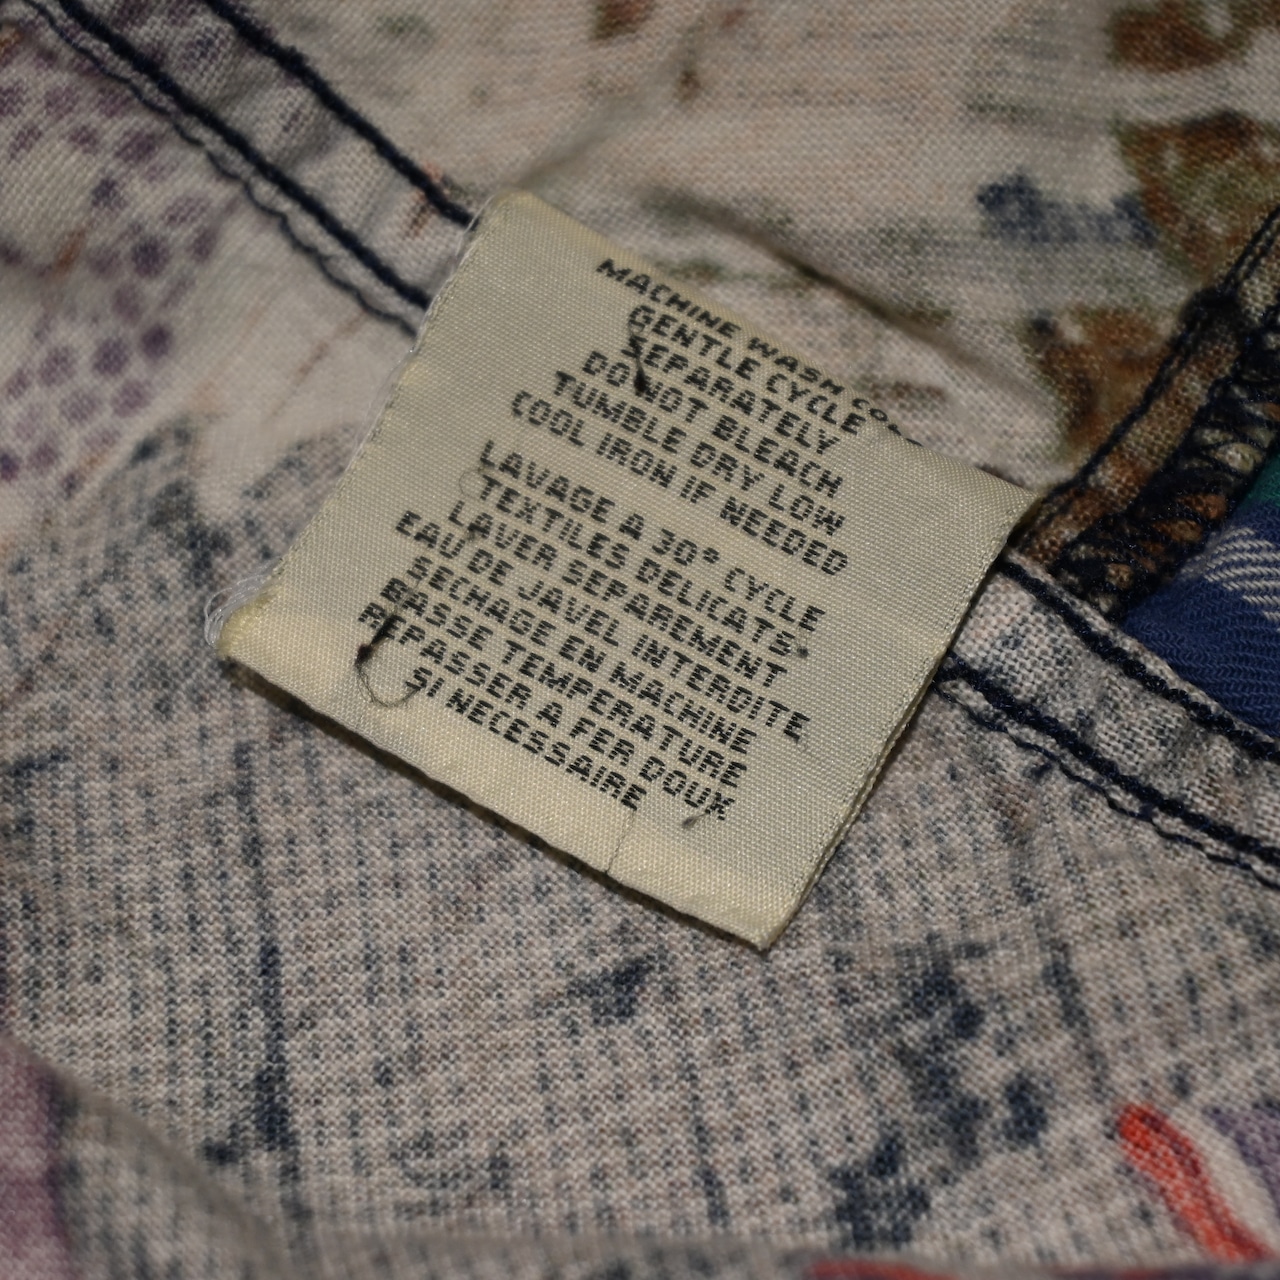 MACHINE WASH
GENTLE CYCLE
SEPARATELY
DO NOT BLEACH
TUMBLE DRY LOW
COOL IRON IF NEEDED
LAVAGE A 30° CYCLE
TEXTILES DELICATS.
LAVER SEPAREMENT
EAU DE JAVEL INTERDITE
SECHAGE EN MACHINE
BASSE TEMPERATURE
REPASSER A FER DOUX
SI NECESSAIRE